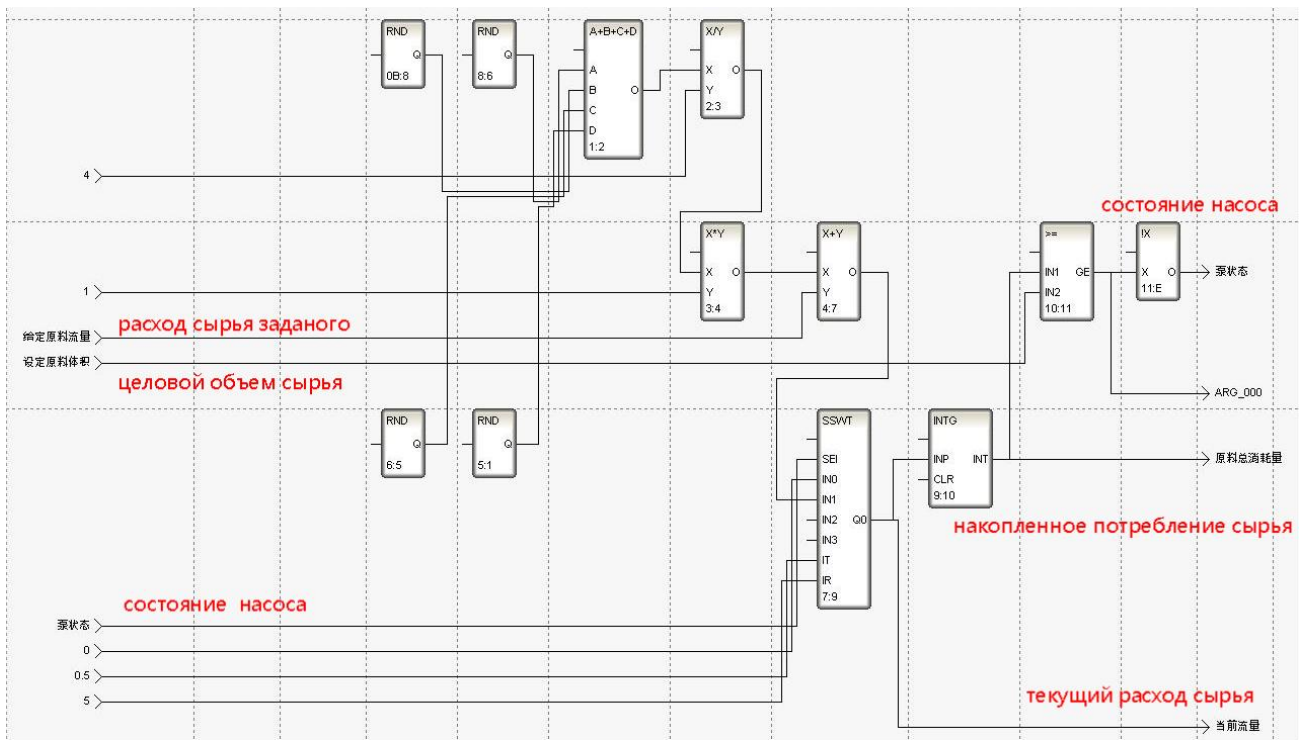 RND
Q
0B:8
RND
Q
8:6
A+B+C+D
A
B
C
D
O
1:2
X/Y
X
O
Y
2:3
4
состояние насоса
X*Y
X
O
Y
3:4
X+Y
X
O
Y
4:7
>=
IN1
GE
IN2
10:11
!X
X
O
11:E
泵状态
1
расход сырья заданого
给定原料流量
设定原料体积
целовой объем сырья
ARG_000
RND
Q
6:5
RND
Q
5:1
SSWT
SEl
IN0
IN1
IN2
Q0
IN3
IT
IR
7:9
INTG
INP
INT
CLR
9:10
原料总消耗量
накопленное потребление сырья
состояние насоса
泵状态
0
0.5
5
текущий расход сырья
当前流量